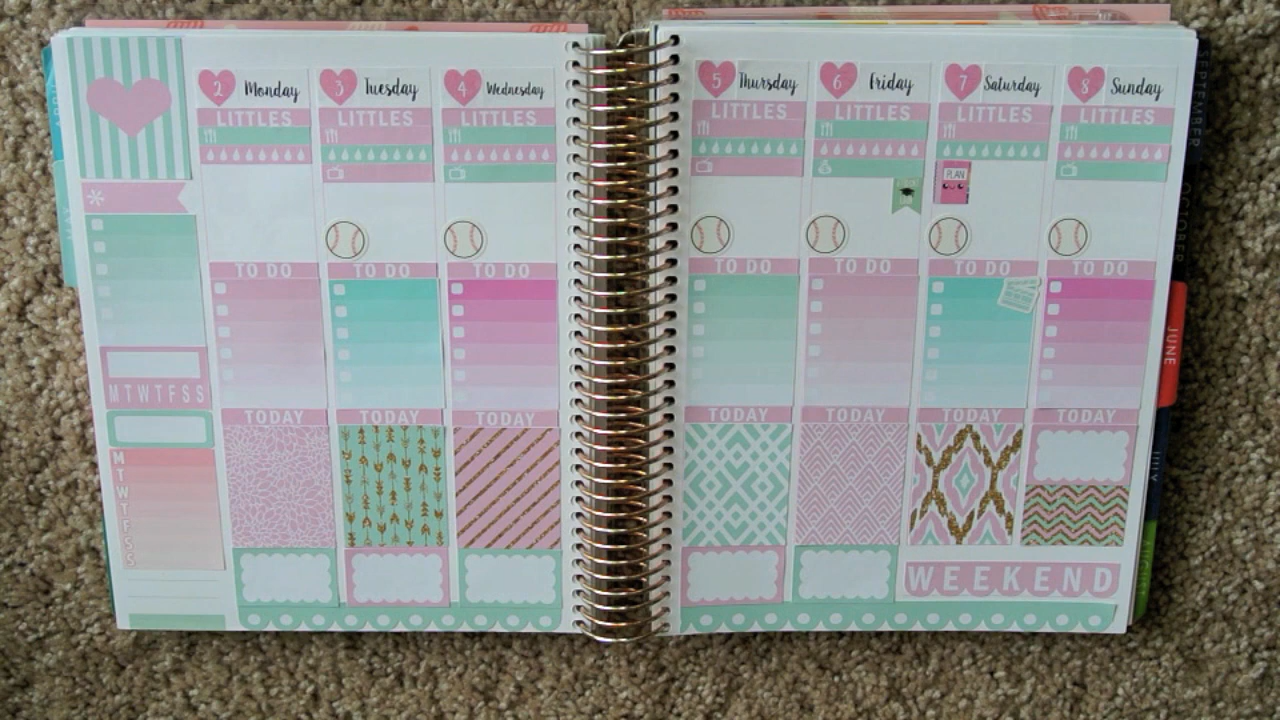 2 Monday
3 Tuesday
4 Wednesday
5 Thursday
6 Friday
7 Saturday
8 Sunday
LITTLES
LITTLES
LITTLES
LITTLES
LITTLES
LITTLES
LITTLES
PLAN
TO DO
TO DO
TO DO
TO DO
TO DO
TO DO
TO DO
MTWTFSS
TODAY
TODAY
TODAY
TODAY
TODAY
TODAY
TODAY
M
T
W
T
F
S
S
WEEKEND
SEPTEMBER
OCTOBER
JUNE
JULY